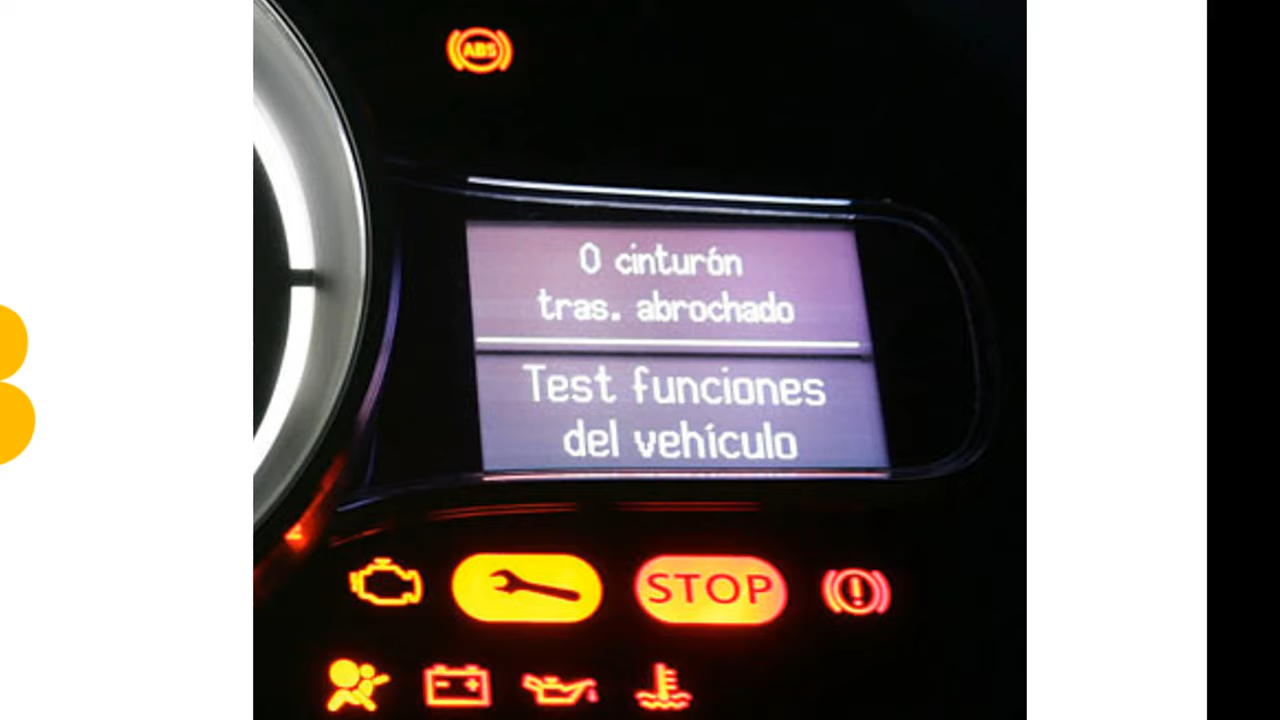 ABS
0 cinturón
tras. abrochado
Test funciones
del vehículo
STOP